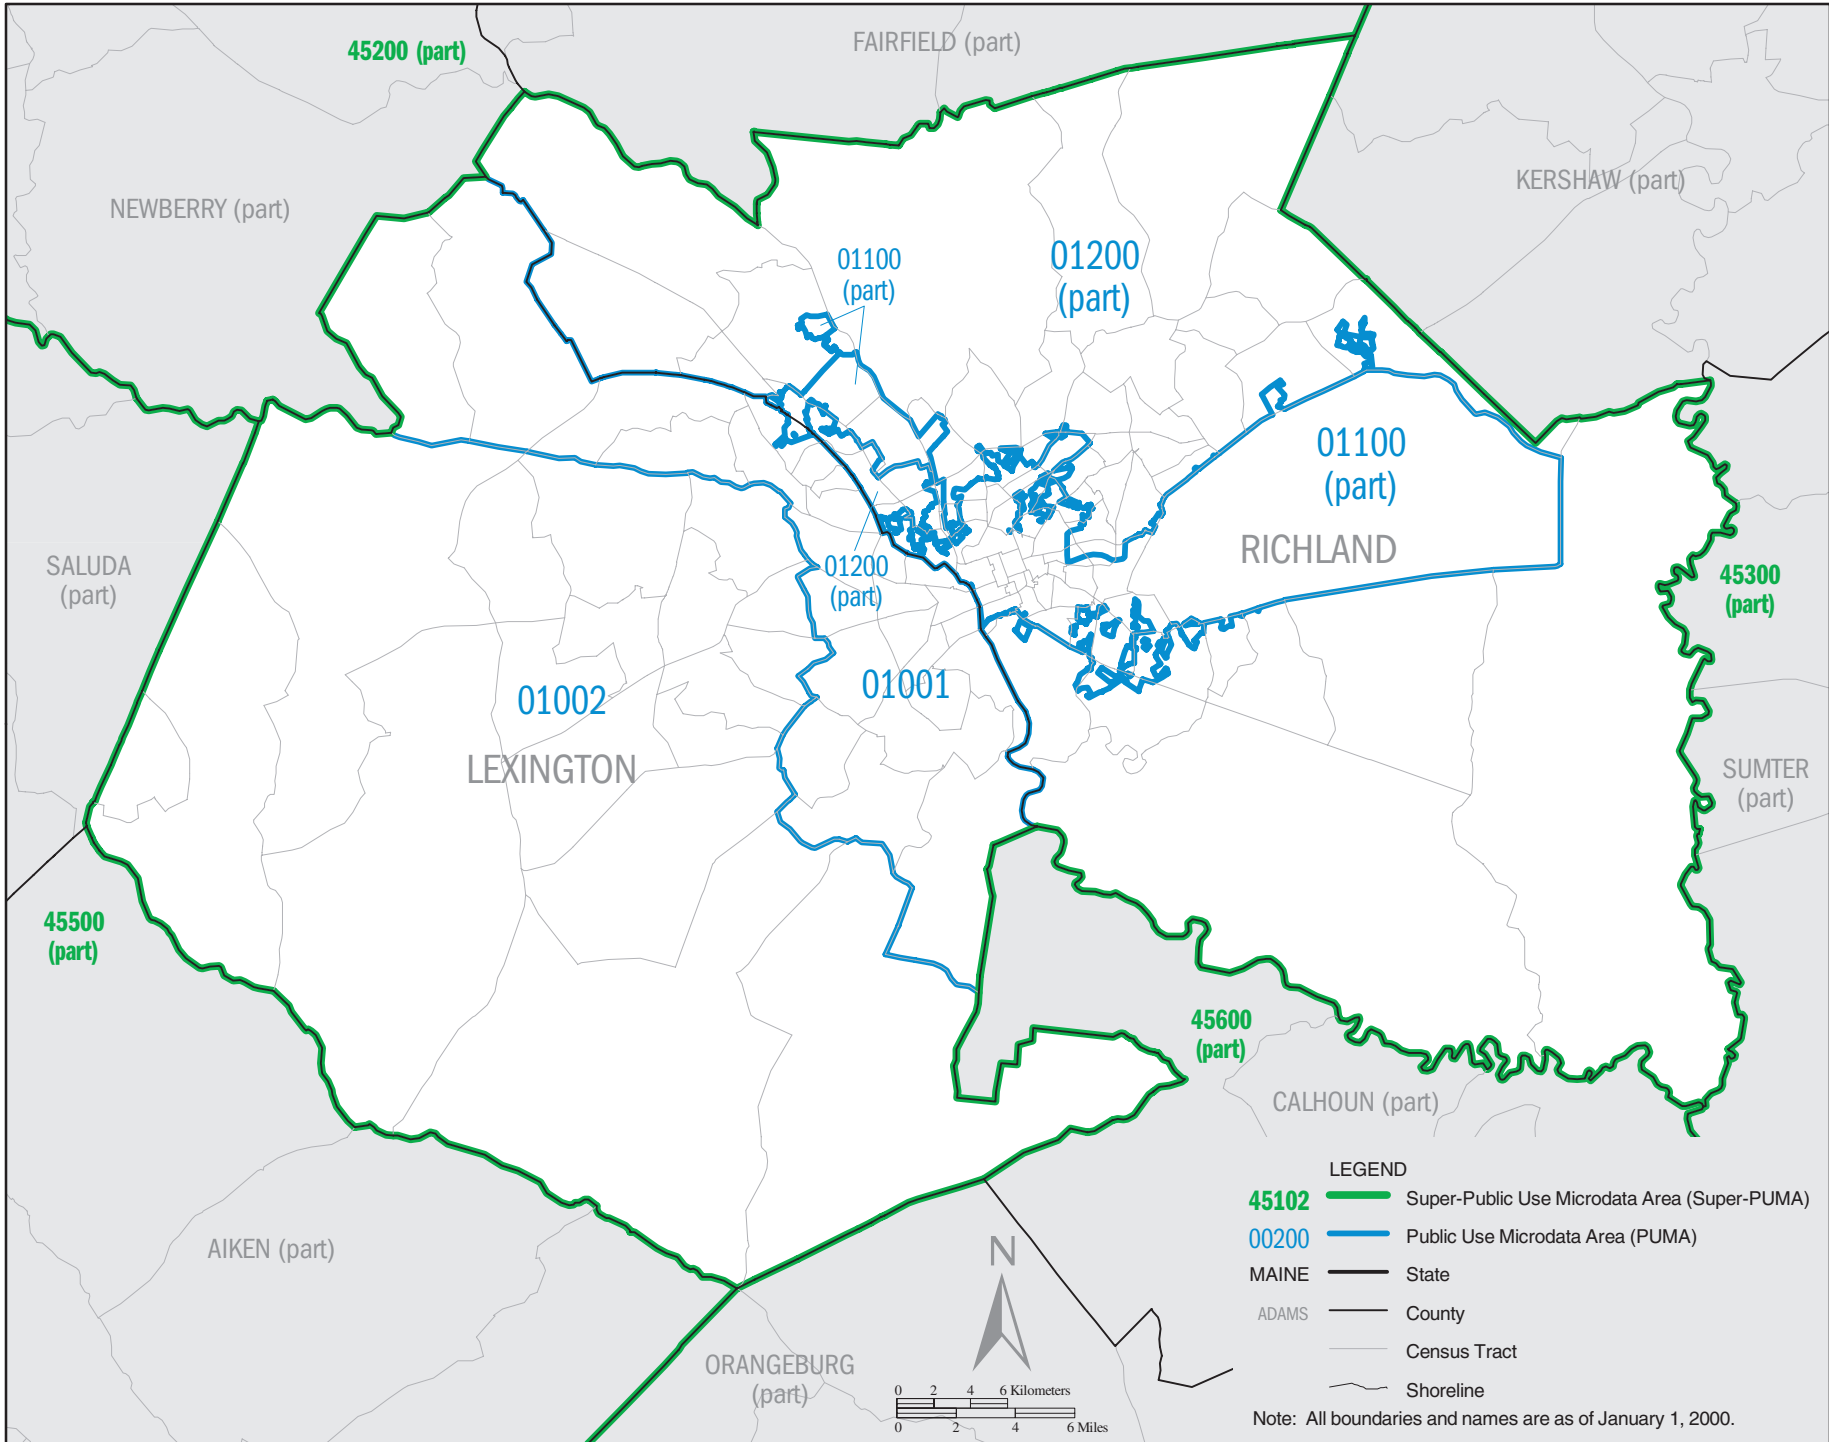 45200 (part)
FAIRFIELD (part)
NEWBERRY (part)
KERSHAW (part)
01100
(part)
01200
(part)
01100
(part)
RICHLAND
SALUDA
(part)
01200
(part)
45300
(part)
01002
01001
LEXINGTON
SUMTER
(part)
45500
(part)
45600
(part)
CALHOUN (part)
AIKEN (part)
ORANGEBURG
(part)
N
0 2 4 6 Kilometers
0 2 4 6 Miles
LEGEND
45102 Super-Public Use Microdata Area (Super-PUMA)
00200 Public Use Microdata Area (PUMA)
MAINE State
ADAMS County
Census Tract
Shoreline
Note: All boundaries and names are as of January 1, 2000.